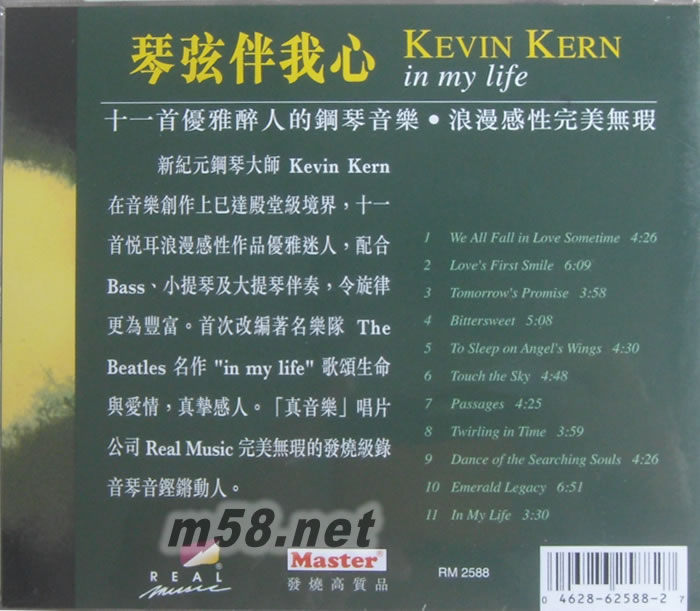 琴弦伴我心 KEVIN KERN
in my life
十一首優雅醉人的鋼琴音樂•浪漫感性完美無瑕
新紀元鋼琴大師 Kevin Kern
在音樂創作上已達殿堂級境界，十一
首悅耳浪漫感性作品優雅迷人，配合
Bass、小提琴及大提琴伴奏，令旋律
更為豐富。首次改編著名樂隊 The
Beatles 名作 "in my life" 歌頌生命
與愛情，真摯感人。「真音樂」唱片
公司 Real Music 完美無瑕的發燒級錄
音琴音鏗鏘動人。
1 We All Fall in Love Sometime 4:26
2 Love's First Smile 6:09
3 Tomorrow's Promise 3:58
4 Bittersweet 5:08
5 To Sleep on Angel's Wings 4:30
6 Touch the Sky 4:48
7 Passages 4:25
8 Twirling in Time 3:59
9 Dance of the Searching Souls 4:26
10 Emerald Legacy 6:51
11 In My Life 3:30
m58.net
REAL
music
Master
發燒高質品
RM 2588
0 4628-62588-2 7